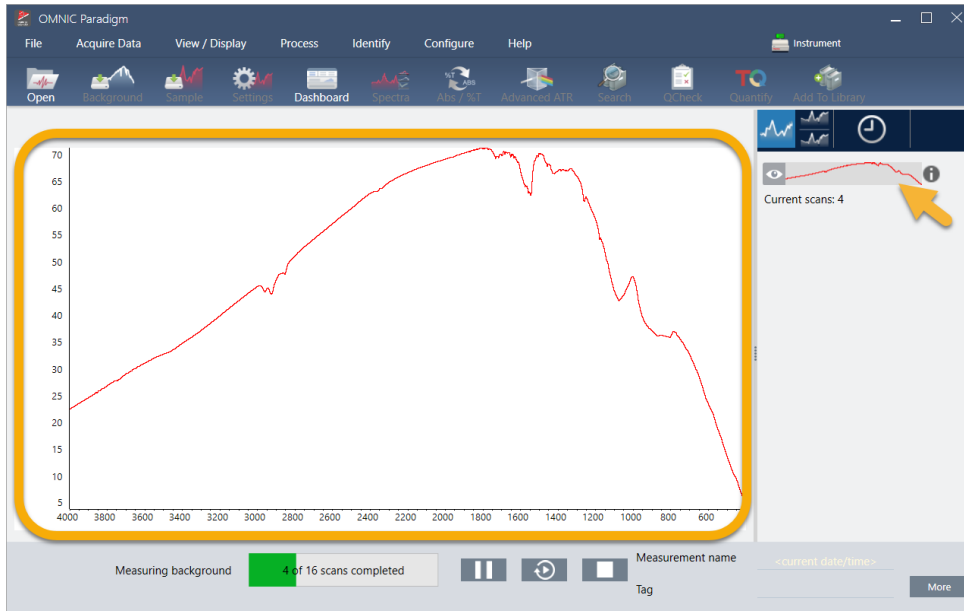 OMNIC Paradigm
File Acquire Data View / Display Process Identify Configure Help Instrument
Open Background Sample Settings Dashboard Spectra Abs / %T Advanced ATR Search QCheck Quantify Add To Library
%T ABS
TQ
70
65
60
55
50
45
40
35
30
25
20
15
10
5
4000 3800 3600 3400 3200 3000 2800 2600 2400 2200 2000 1800 1600 1400 1200 1000 800 600
Current scans: 4
Measuring background 4 of 16 scans completed Measurement name <current date/time>
Tag
More